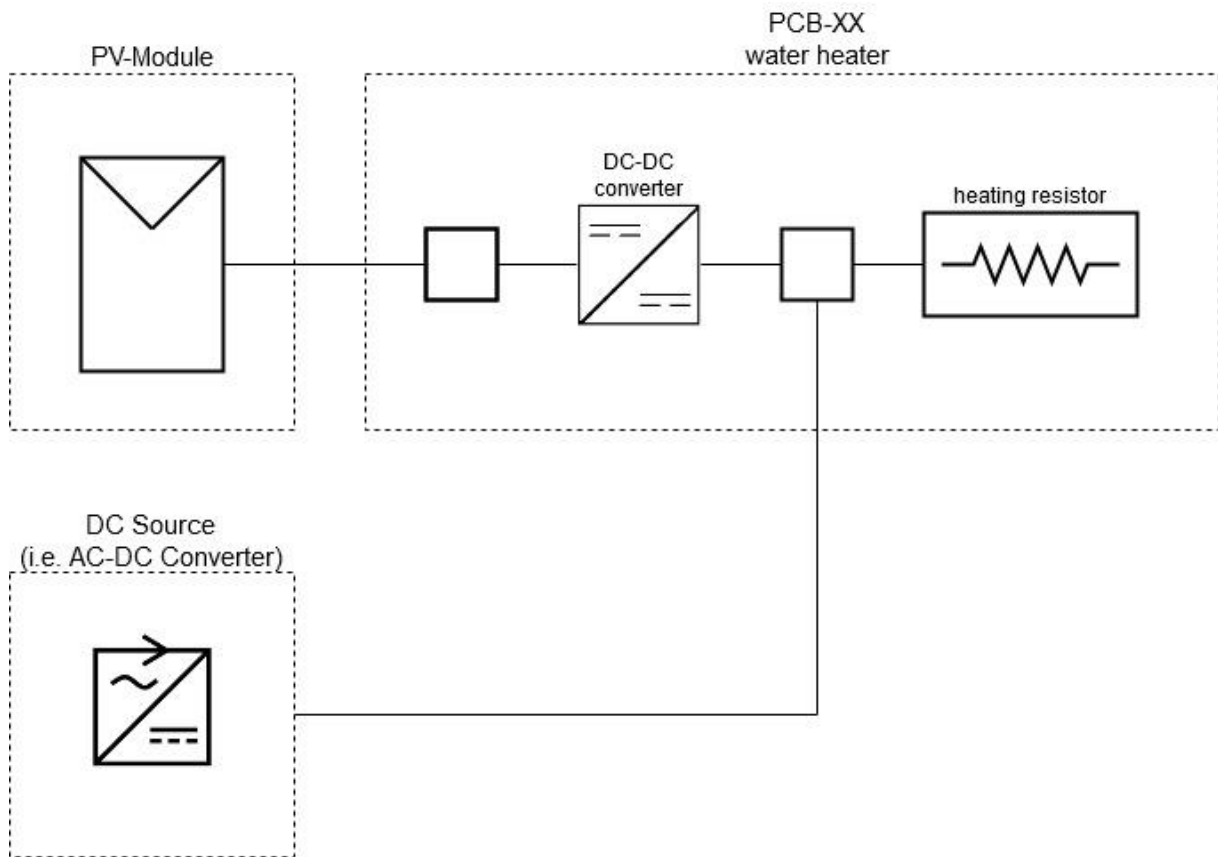 PV-Module
PCB-XX
water heater
DC-DC
converter
heating resistor
DC Source
(i.e. AC-DC Converter)